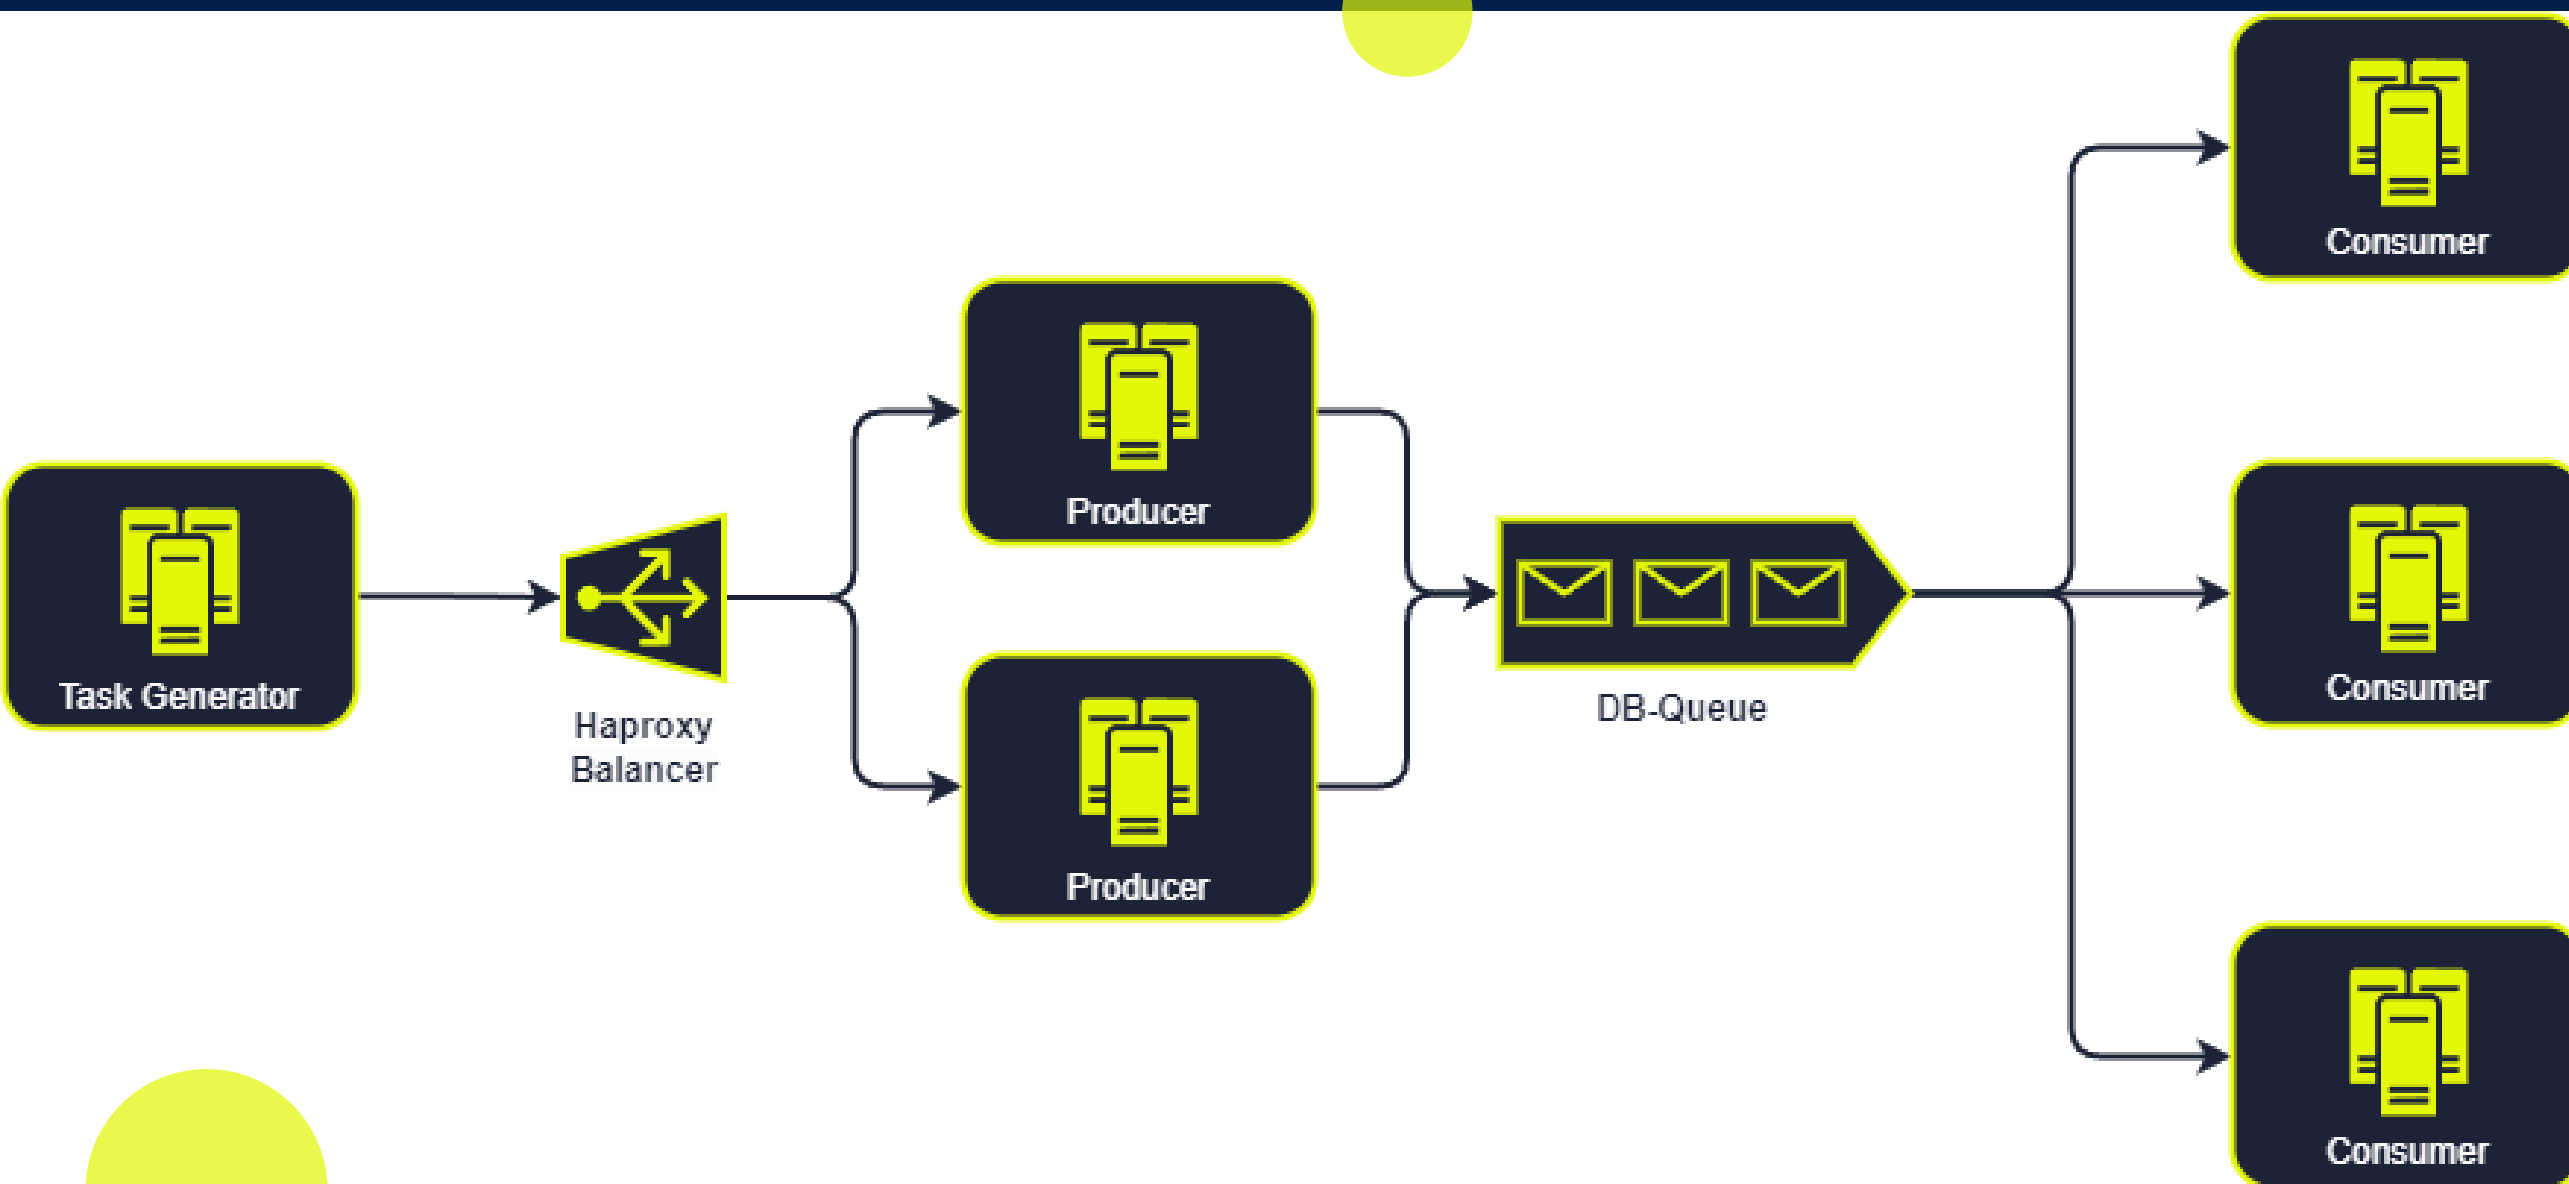 Consumer
Producer
Task Generator
Haproxy
Balancer
DB-Queue
Consumer
Producer
Consumer